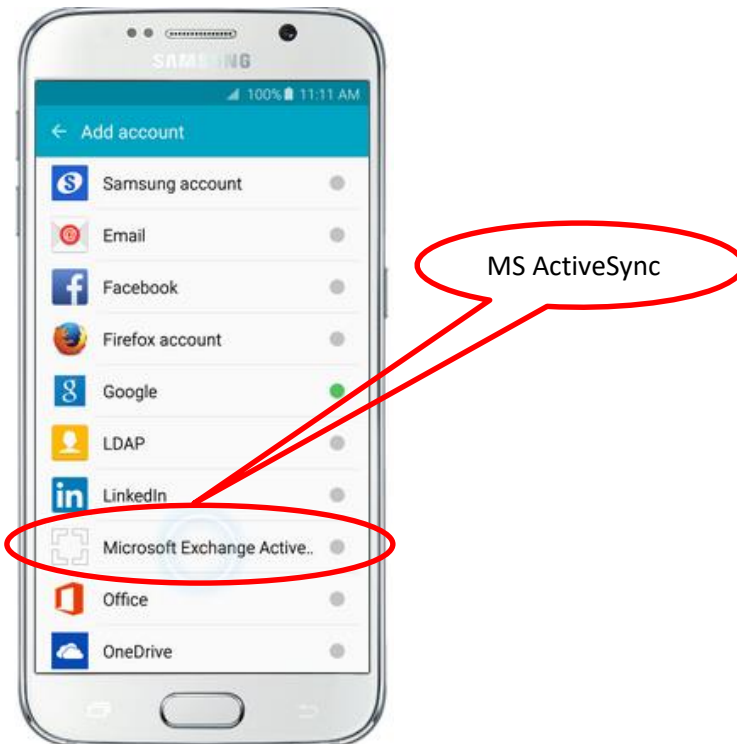 SAMSUNG
100% 11:11 AM
Add account
Samsung account
Email
Facebook
Firefox account
Google
LDAP
LinkedIn
Microsoft Exchange Active..
Office
OneDrive
MS ActiveSync